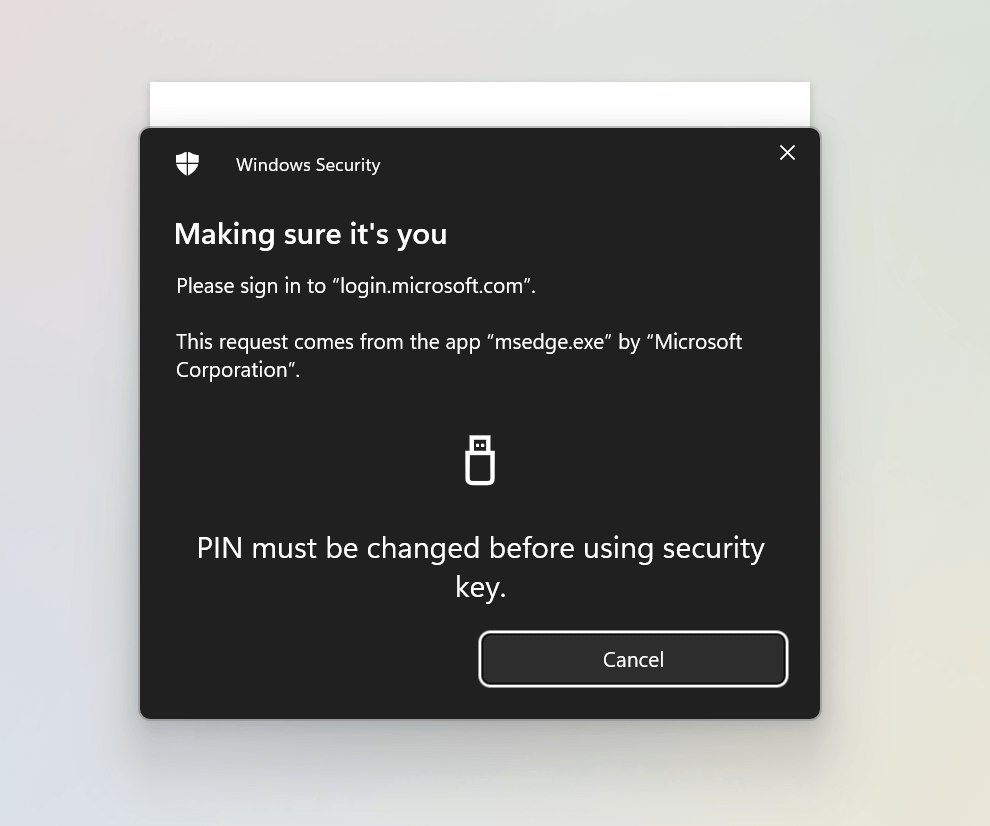 Windows Security
Making sure it's you
Please sign in to “login.microsoft.com”.
This request comes from the app “msedge.exe” by “Microsoft
Corporation”.
PIN must be changed before using security
key.
Cancel